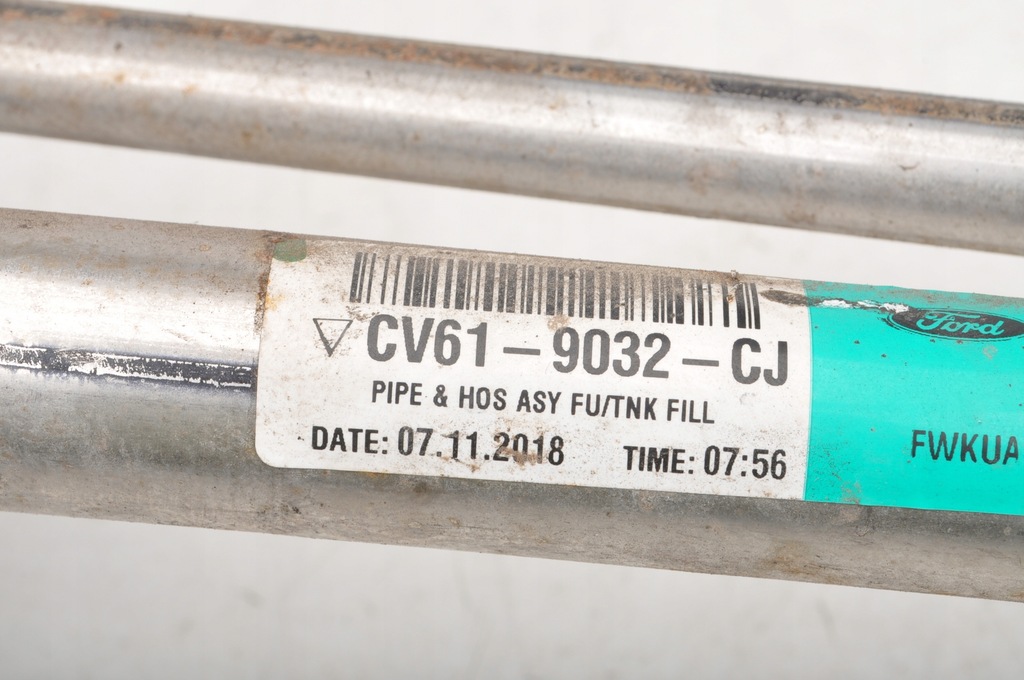 CV61-9032-CJ
PIPE & HOS ASY FU/TNK FILL
DATE: 07.11.2018 TIME: 07:56
Ford
FWKUA